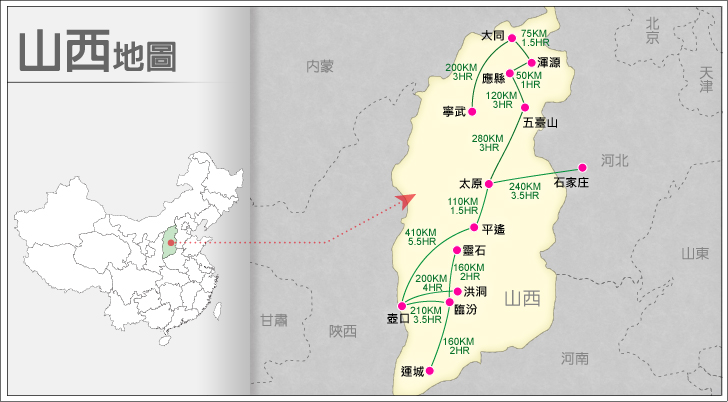 山西地圖
內蒙
北京
天津
河北
山東
河南
陝西
甘肅
山西
大同
75KM
1.5HR
渾源
200KM
3HR
應縣
50KM
1HR
120KM
3HR
寧武
五臺山
280KM
3HR
太原
240KM
3.5HR
石家庄
110KM
1.5HR
平遙
410KM
5.5HR
靈石
160KM
2HR
200KM
4HR
洪洞
壺口
210KM
3.5HR
臨汾
160KM
2HR
運城